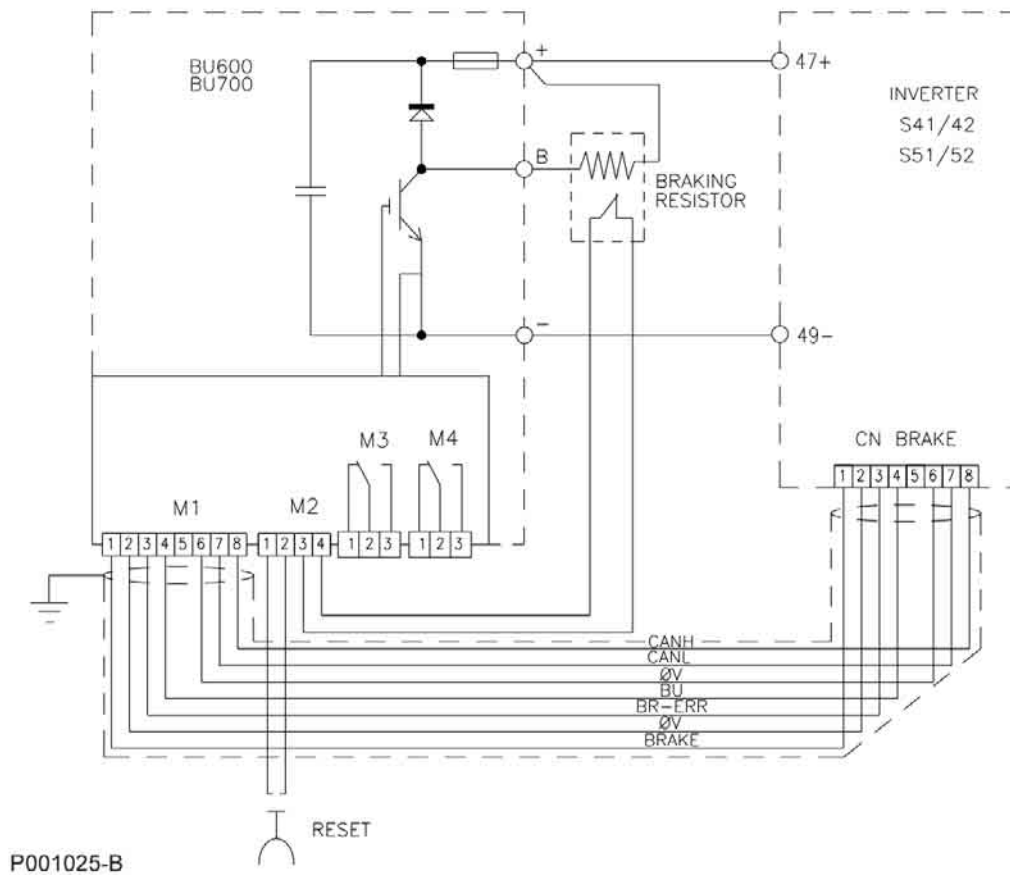 BU600
BU700
+
47+
INVERTER
S41/42
S51/52
B
BRAKING
RESISTOR
-
49-
CN BRAKE
1 2 3 4 5 6 7 8
M3 M4
M1 M2
1 2 3 4 5 6 7 8 1 2 3 4 1 2 3 1 2 3
CANH
CANL
ØV
BU
BR-ERR
ØV
BRAKE
RESET
P001025-B